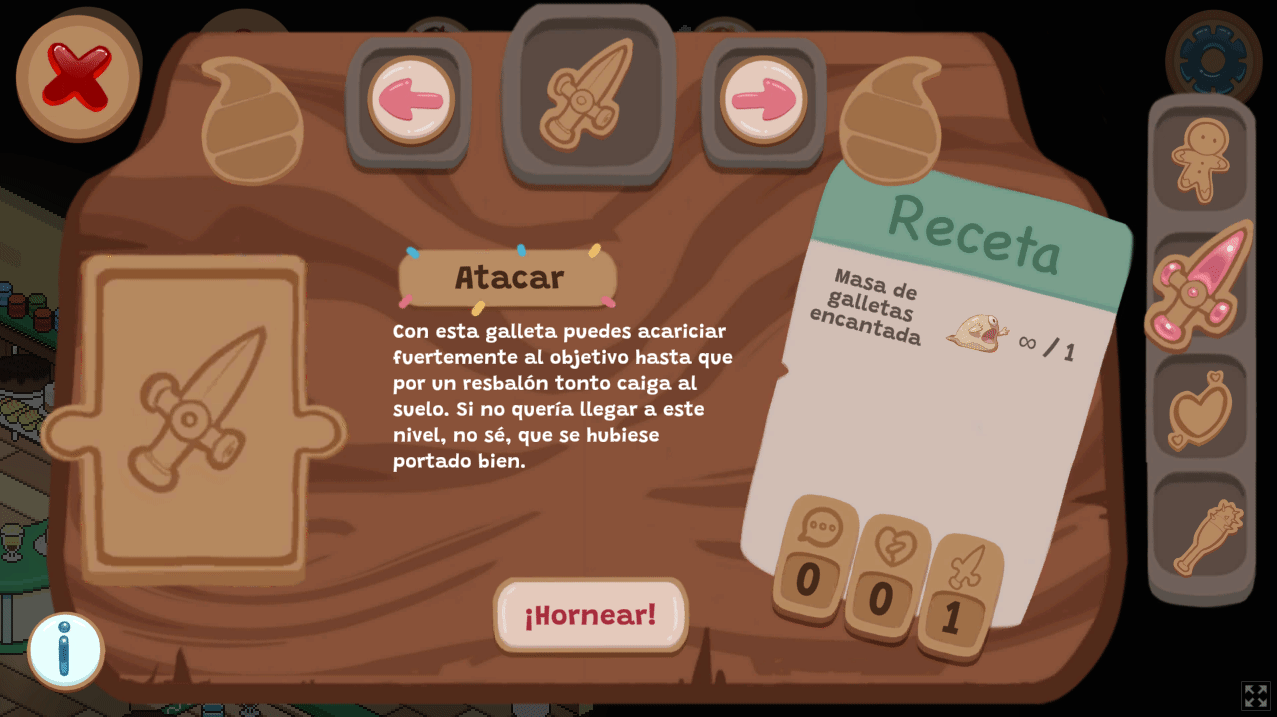 Atacar
Con esta galleta puedes acariciar
fuertemente al objetivo hasta que
por un resbalón tonto caiga al
suelo. Si no quería llegar a este
nivel, no sé, que se hubiese
portado bien.
¡Hornear!
Receta
Masa de
galletas
encantada
∞ / 1
0
0
1
i